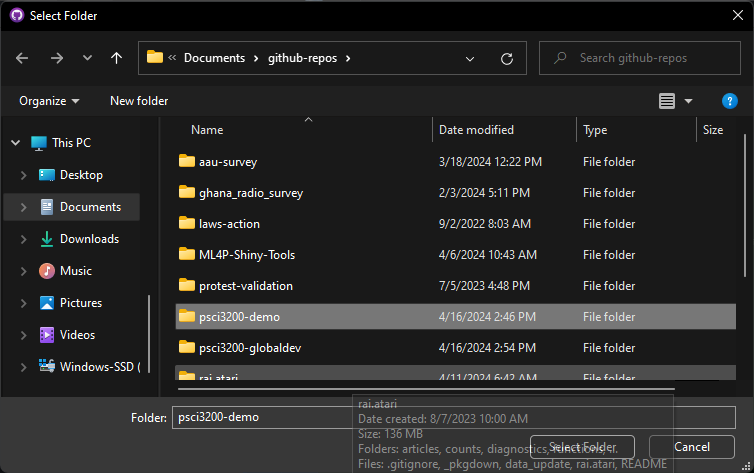 Select Folder
Documents > github-repos >
Search github-repos
Organize New folder
Name Date modified Type Size
This PC
Desktop
Documents
Downloads
Music
Pictures
Videos
Windows-SSD (
aau-survey 3/18/2024 12:22 PM File folder
ghana_radio_survey 2/3/2024 5:11 PM File folder
laws-action 9/2/2022 8:03 AM File folder
ML4P-Shiny-Tools 4/6/2024 10:43 AM File folder
protest-validation 7/5/2023 4:48 PM File folder
psci3200-demo 4/16/2024 2:46 PM File folder
psci3200-globaldev 4/16/2024 2:54 PM File folder
rai.atari 4/11/2024 6:42 AM File folder
Folder: psci3200-demo
rai.atari
Date created: 8/7/2023 10:00 AM
Size: 136 MB
Folders: articles, counts, diagnostics, functions, ...
Files: .gitignore, _pkgdown, data_update, rai.atari, README
Select Folder Cancel